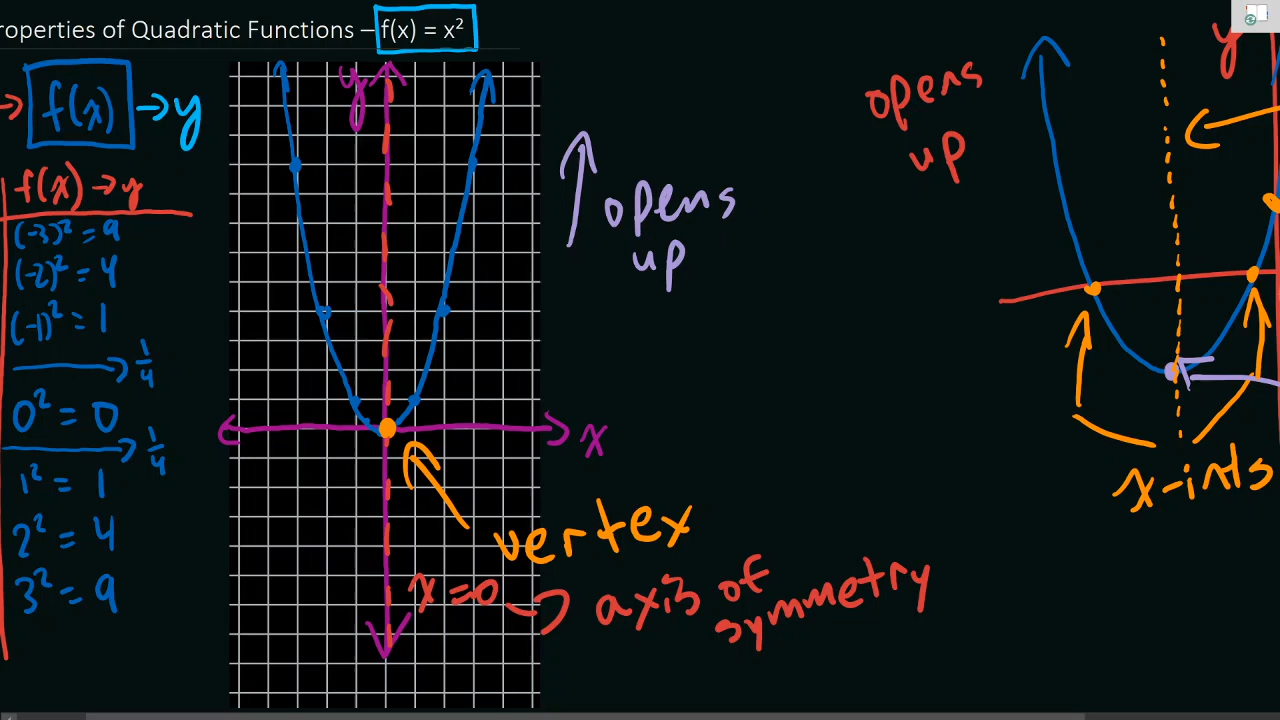 roperties of Quadratic Functions – f(x) = x²
f(x) → y
f(x) → y
(-3)² = 9
(-2)² = 4
(-1)² = 1
1/4
0² = 0
1/4
1² = 1
2² = 4
3² = 9
y
x
opens
up
vertex
x = 0
axis of
symmetry
opens
up
y
x-ints